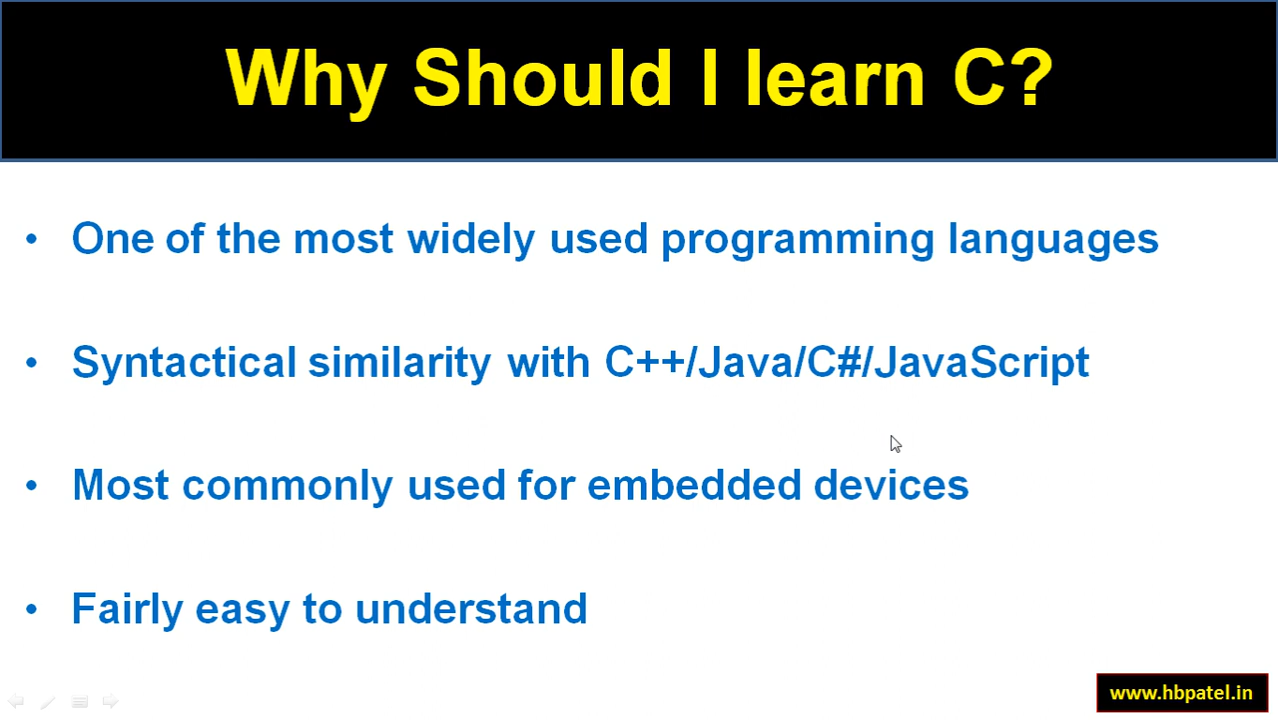 Why Should I learn C?
• One of the most widely used programming languages
• Syntactical similarity with C++/Java/C#/JavaScript
• Most commonly used for embedded devices
• Fairly easy to understand
www.hbpatel.in